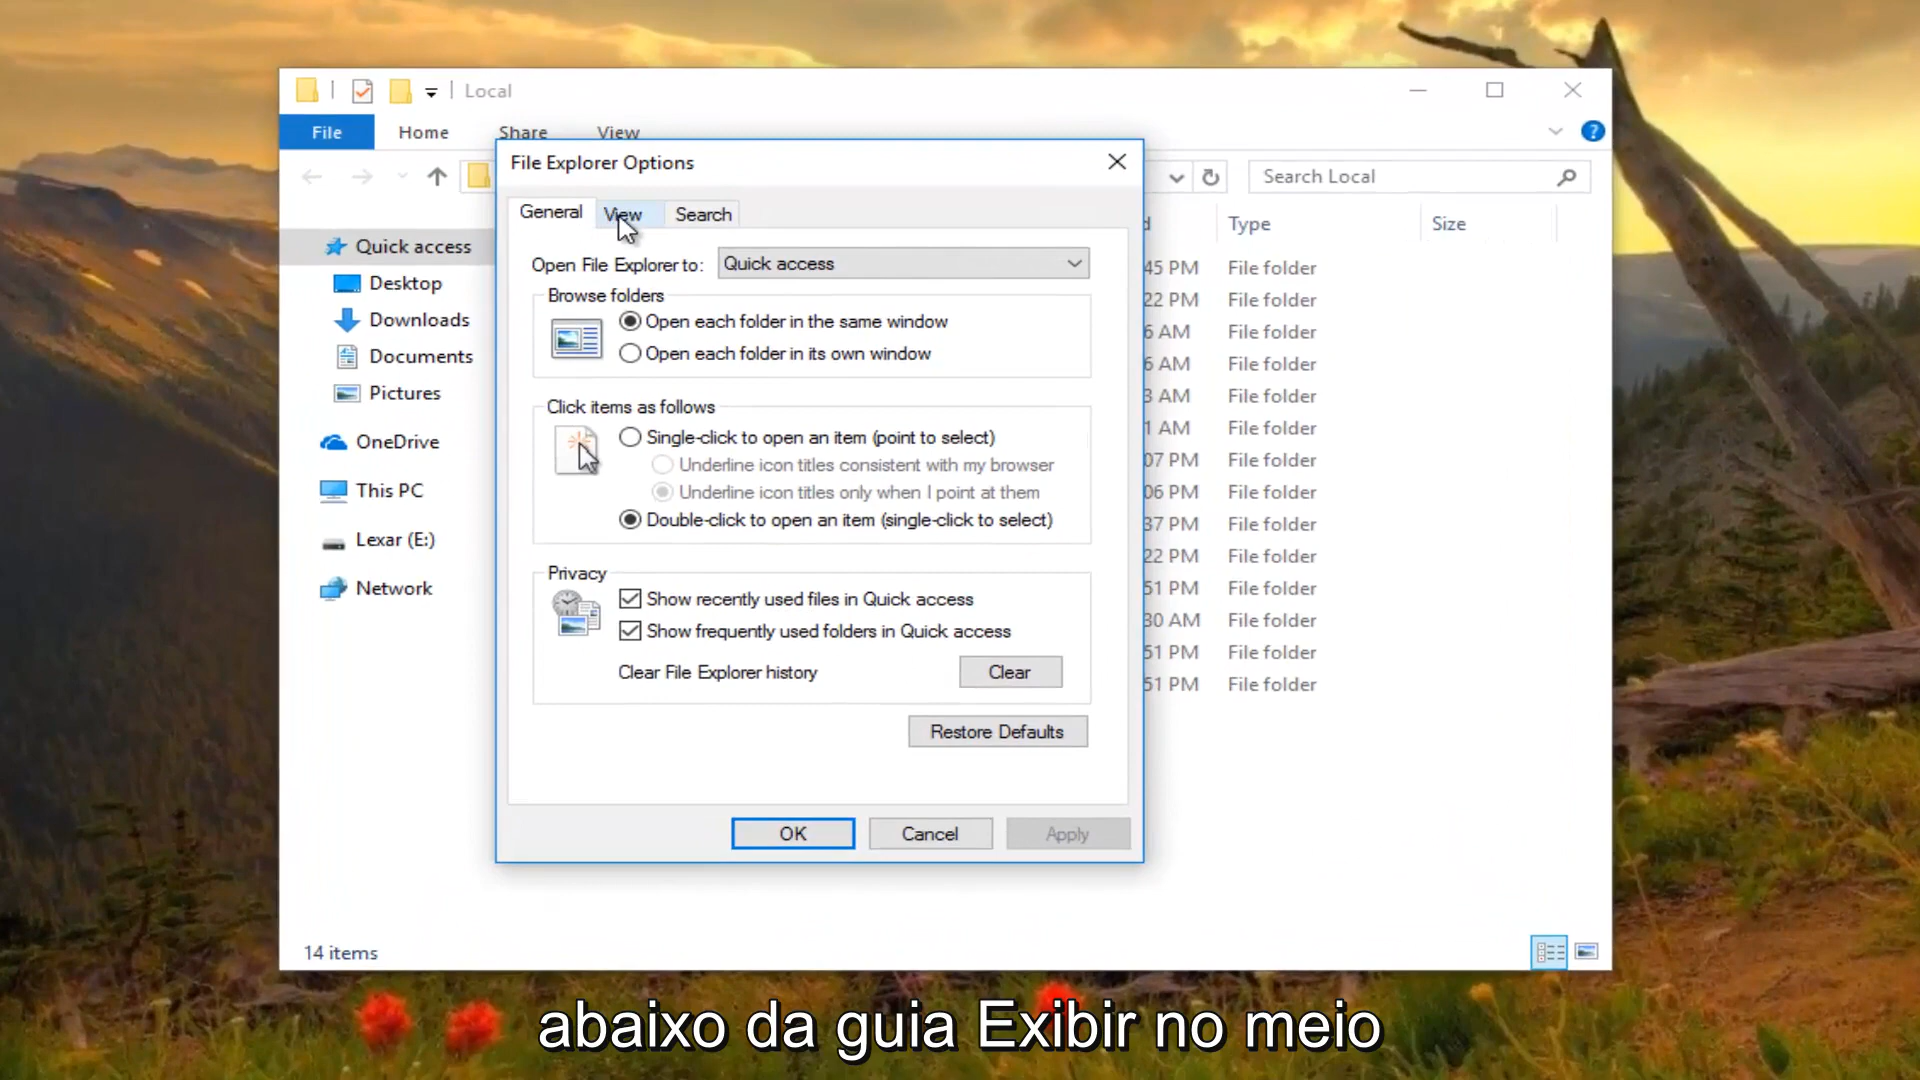 Local
File Home Share View
?
File Explorer Options
Search Local
General View Search
Type Size
Open File Explorer to: Quick access
Browse folders
Open each folder in the same window
Open each folder in its own window
Click items as follows
Single-click to open an item (point to select)
Underline icon titles consistent with my browser
Underline icon titles only when I point at them
Double-click to open an item (single-click to select)
Privacy
Show recently used files in Quick access
Show frequently used folders in Quick access
Clear File Explorer history Clear
Restore Defaults
OK Cancel Apply
Quick access
Desktop
Downloads
Documents
Pictures
OneDrive
This PC
Lexar (E:)
Network
45 PM File folder
22 PM File folder
6 AM File folder
6 AM File folder
3 AM File folder
1 AM File folder
07 PM File folder
06 PM File folder
37 PM File folder
22 PM File folder
51 PM File folder
30 AM File folder
51 PM File folder
51 PM File folder
14 items
abaixo da guia Exibir no meio